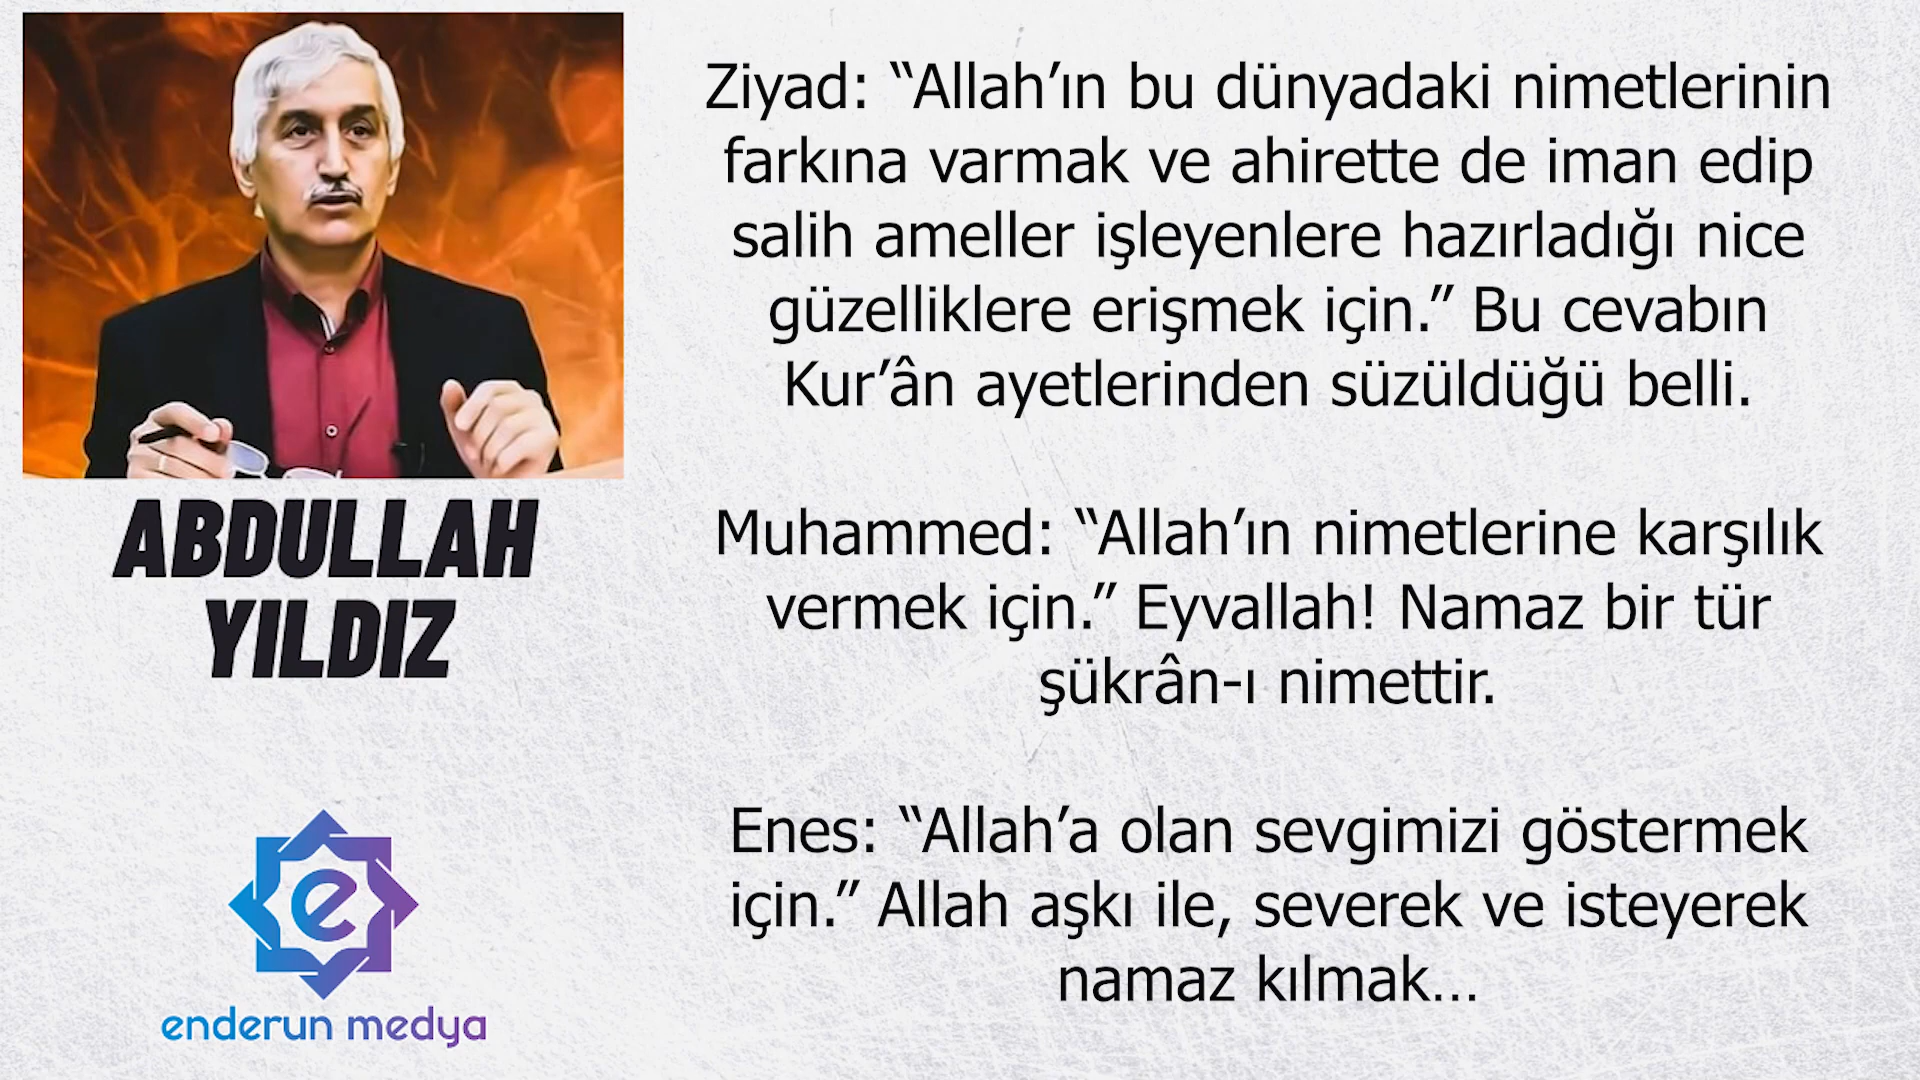 ABDULLAH
YILDIZ
enderun medya
Ziyad: “Allah’ın bu dünyadaki nimetlerinin
farkına varmak ve ahirette de iman edip
salih ameller işleyenlere hazırladığı nice
güzelliklere erişmek için.” Bu cevabın
Kur’ân ayetlerinden süzüldüğü belli.
Muhammed: “Allah’ın nimetlerine karşılık
vermek için.” Eyvallah! Namaz bir tür
şükrân-ı nimettir.
Enes: “Allah’a olan sevgimizi göstermek
için.” Allah aşkı ile, severek ve isteyerek
namaz kılmak…